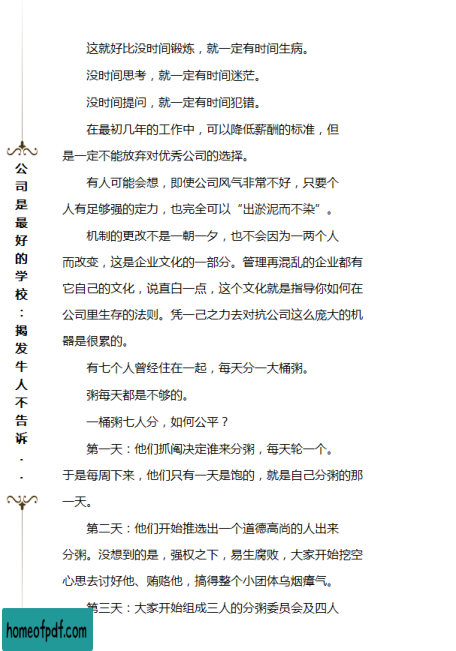 这就好比没时间锻炼，就一定有时间生病。
没时间思考，就一定有时间迷茫。
没时间提问，就一定有时间犯错。
在最初几年的工作中，可以降低薪酬的标准，但
是一定不能放弃对优秀公司的选择。
有人可能会想，即使公司风气非常不好，只要个
人有足够强的定力，也完全可以“出淤泥而不染”。
机制的更改不是一朝一夕，也不会因为一两个人
而改变，这是企业文化的一部分。管理再混乱的企业都有
它自己的文化，说直白一点，这个文化就是指导你如何在
公司里生存的法则。凭一己之力去对抗公司这么庞大的机
器是很累的。
有七个人曾经住在一起，每天分一大桶粥。
粥每天都是不够的。
一桶粥七人分，如何公平？
第一天：他们抓阄决定谁来分粥，每天轮一个。
于是每周下来，他们只有一天是饱的，就是自己分粥的那
一天。
第二天：他们开始推选出一个道德高尚的人出来
分粥。没想到的是，强权之下，易生腐败，大家开始挖空
心思去讨好他、贿赂他，搞得整个小团体乌烟瘴气。
第三天：大家开始组成三人的分粥委员会及四人
公司是最好的学校：揭发牛人不告诉..
homeofpdf.com